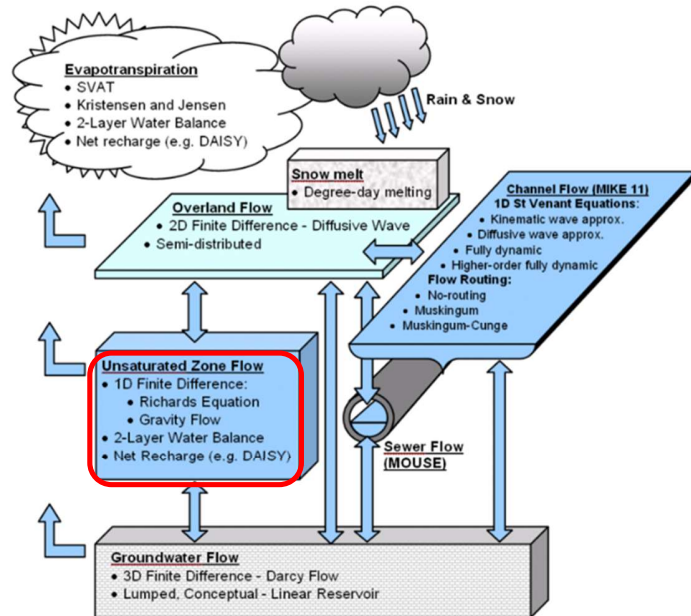 Evapotranspiration
• SVAT
• Kristensen and Jensen
• 2-Layer Water Balance
• Net recharge (e.g. DAISY)
Rain & Snow
Snow melt
• Degree-day melting
Channel Flow (MIKE 11)
1D St Venant Equations:
• Kinematic wave approx.
• Diffusive wave approx.
• Fully dynamic
• Higher-order fully dynamic
Flow Routing:
• No-routing
• Muskingum
• Muskingum-Cunge
Overland Flow
• 2D Finite Difference - Diffusive Wave
• Semi-distributed
Unsaturated Zone Flow
• 1D Finite Difference:
• Richards Equation
• Gravity Flow
• 2-Layer Water Balance
• Net Recharge (e.g. DAISY)
Sewer Flow
(MOUSE)
Groundwater Flow
• 3D Finite Difference - Darcy Flow
• Lumped, Conceptual - Linear Reservoir